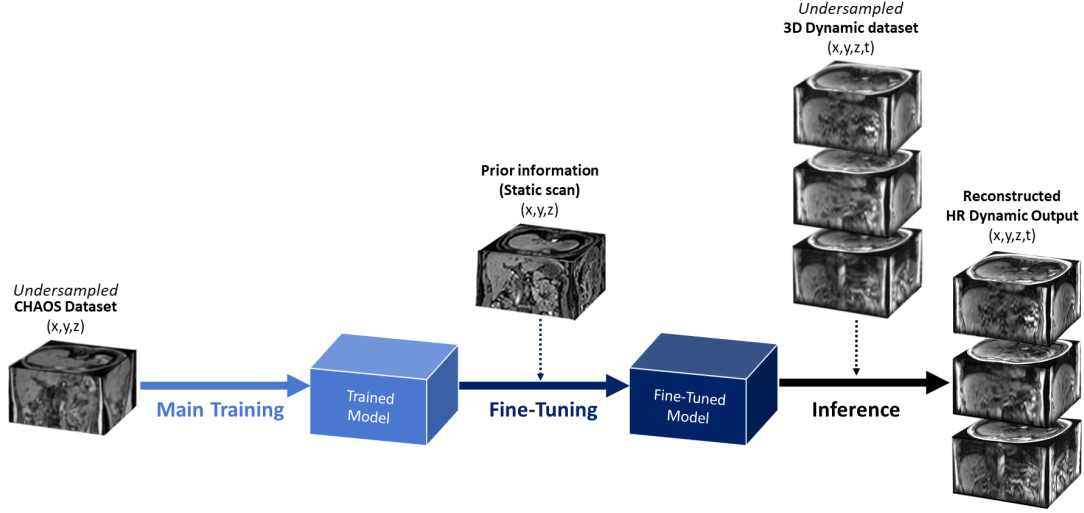 Undersampled
CHAOS Dataset
(x,y,z)
Main Training
Trained
Model
Prior information
(Static scan)
(x,y,z)
Fine-Tuning
Fine-Tuned
Model
Undersampled
3D Dynamic dataset
(x,y,z,t)
Inference
Reconstructed
HR Dynamic Output
(x,y,z,t)